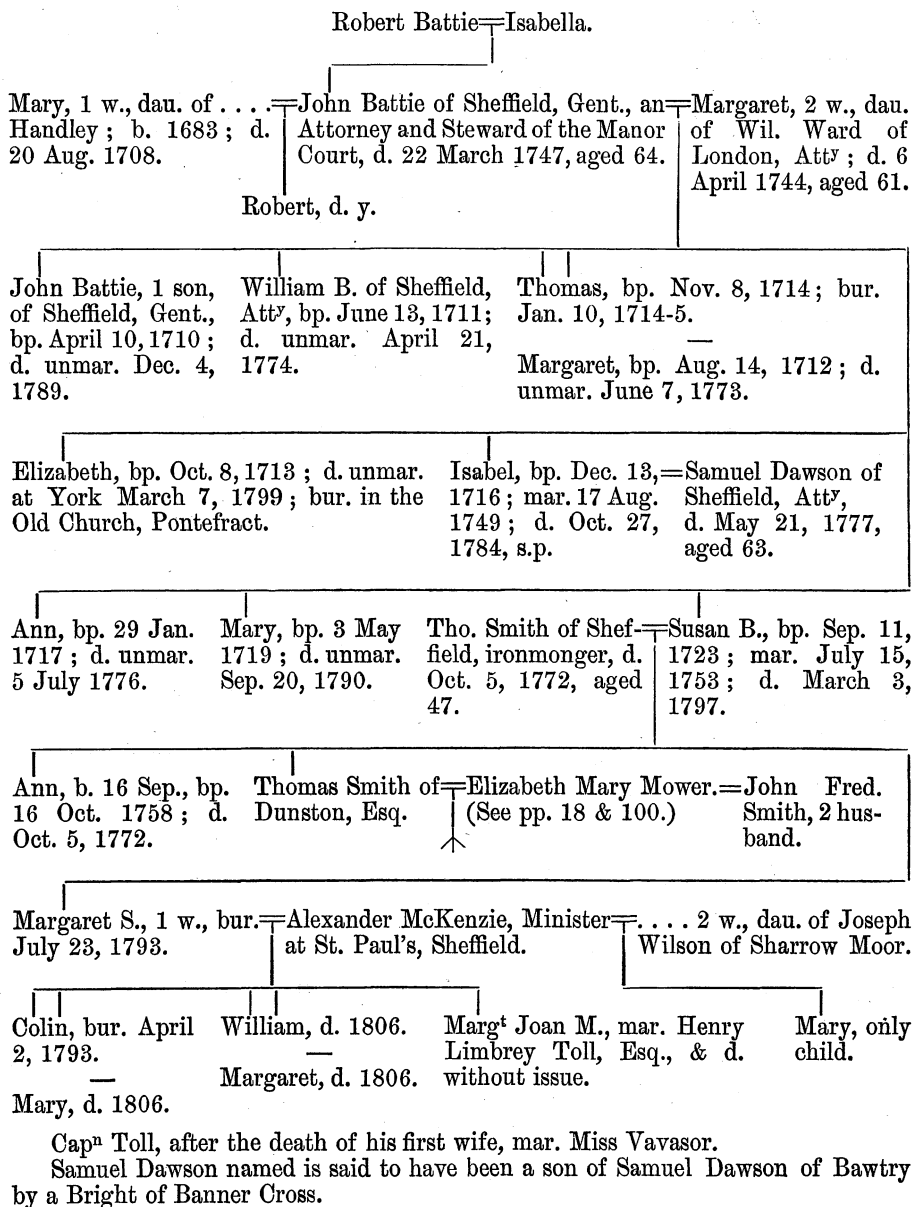 Robert Battie=Isabella.
Mary, 1 w., dau. of . . . .
Handley ; b. 1683 ; d.
20 Aug. 1708.
=John Battie of Sheffield, Gent., an=
Attorney and Steward of the Manor
Court, d. 22 March 1747, aged 64.
Margaret, 2 w., dau.
of Wil. Ward of
London, Attʸ ; d. 6
April 1744, aged 61.
Robert, d. y.
John Battie, 1 son,
of Sheffield, Gent.,
bp. April 10, 1710 ;
d. unmar. Dec. 4,
1789.
William B. of Sheffield,
Attʸ, bp. June 13, 1711;
d. unmar. April 21,
1774.
Thomas, bp. Nov. 8, 1714 ; bur.
Jan. 10, 1714-5.
—
Margaret, bp. Aug. 14, 1712 ; d.
unmar. June 7, 1773.
Elizabeth, bp. Oct. 8, 1713 ; d. unmar.
at York March 7, 1799 ; bur. in the
Old Church, Pontefract.
Isabel, bp. Dec. 13,=
1716 ; mar. 17 Aug.
1749 ; d. Oct. 27,
1784, s.p.
Samuel Dawson of
Sheffield, Attʸ,
d. May 21, 1777,
aged 63.
Ann, bp. 29 Jan.
1717 ; d. unmar.
5 July 1776.
Mary, bp. 3 May
1719 ; d. unmar.
Sep. 20, 1790.
Tho. Smith of Shef-=
field, ironmonger, d.
Oct. 5, 1772, aged
47.
Susan B., bp. Sep. 11,
1723 ; mar. July 15,
1753 ; d. March 3,
1797.
Ann, b. 16 Sep., bp.
16 Oct. 1758 ; d.
Oct. 5, 1772.
Thomas Smith of=
Dunston, Esq.
Elizabeth Mary Mower.=
(See pp. 18 & 100.)
John Fred.
Smith, 2 hus-
band.
Margaret S., 1 w., bur.=
July 23, 1793.
Alexander McKenzie, Minister=
at St. Paul's, Sheffield.
. . . . 2 w., dau. of Joseph
Wilson of Sharrow Moor.
Colin, bur. April
2, 1793.
—
Mary, d. 1806.
William, d. 1806.
—
Margaret, d. 1806.
Margᵗ Joan M., mar. Henry
Limbrey Toll, Esq., & d.
without issue.
Mary, only
child.
Capⁿ Toll, after the death of his first wife, mar. Miss Vavasor.
Samuel Dawson named is said to have been a son of Samuel Dawson of Bawtry
by a Bright of Banner Cross.